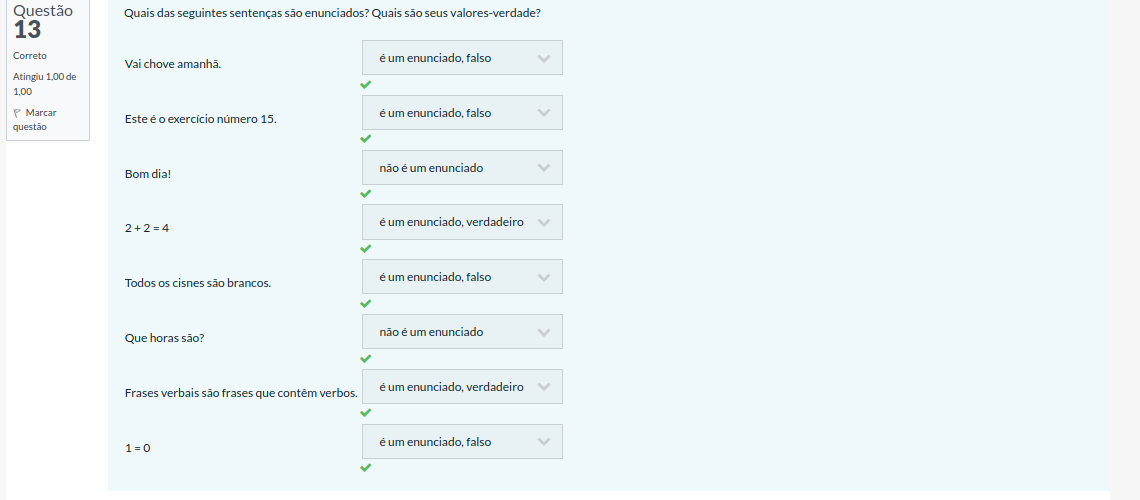 Questão
13
Correto
Atingiu 1,00 de
1,00
Marcar
questão
Quais das seguintes sentenças são enunciados? Quais são seus valores-verdade?
Vai chove amanhã.
é um enunciado, falso
Este é o exercício número 15.
é um enunciado, falso
Bom dia!
não é um enunciado
2 + 2 = 4
é um enunciado, verdadeiro
Todos os cisnes são brancos.
é um enunciado, falso
Que horas são?
não é um enunciado
Frases verbais são frases que contêm verbos.
é um enunciado, verdadeiro
1 = 0
é um enunciado, falso